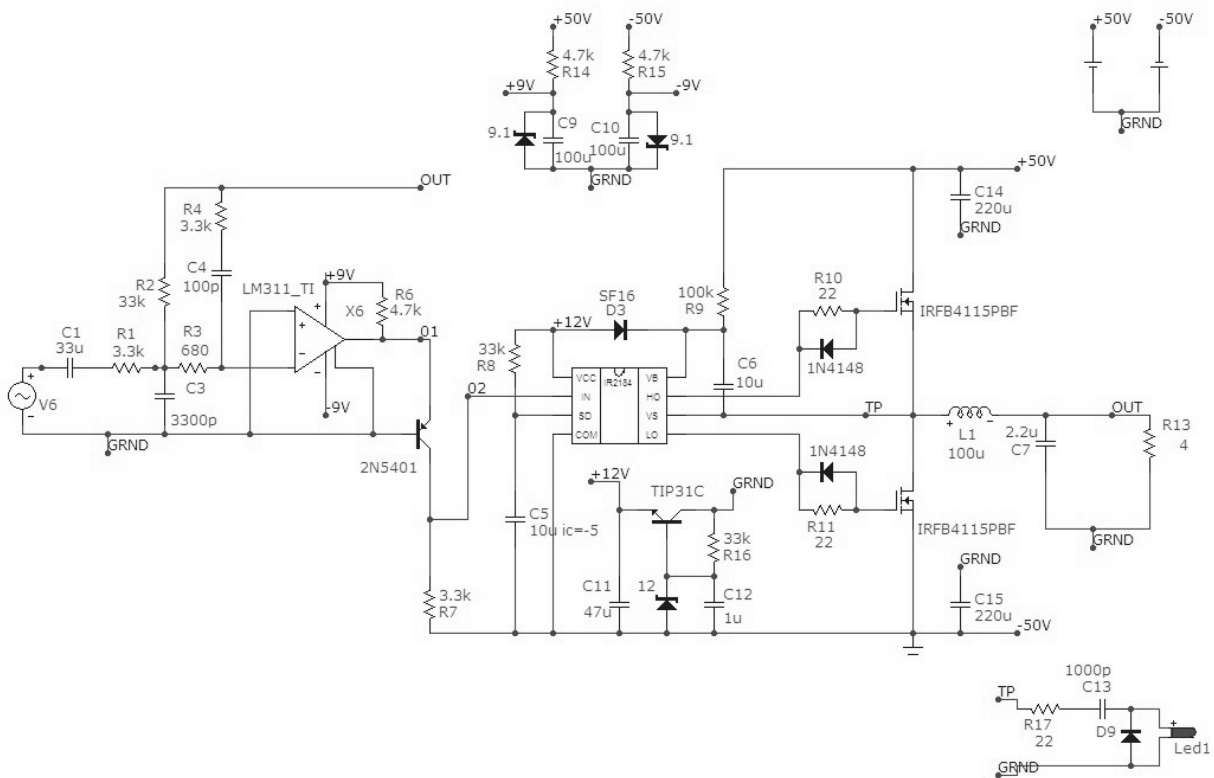 +50V
-50V
+50V
-50V
4.7k
R14
4.7k
R15
+9V
-9V
9.1
C9
100u
C10
100u
9.1
GRND
GRND
OUT
+50V
R4
3.3k
C14
220u
GRND
C4
100p
R2
33k
LM311_TI
+9V
X6
R6
4.7k
01
-9V
C1
33u
R1
3.3k
R3
680
C3
3300p
V6
GRND
2N5401
SF16
D3
+12V
33k
R8
100k
R9
C6
10u
R10
22
1N4148
IRFB4115PBF
02
VCC
IN
SD
COM
IR2184
VB
HO
VS
LO
TP
L1
100u
OUT
2.2u
C7
R13
4
GRND
1N4148
R11
22
IRFB4115PBF
+12V
TIP31C
GRND
C5
10u ic=-5
33k
R16
C11
47u
12
C12
1u
3.3k
R7
GRND
C15
220u
-50V
TP
1000p
C13
R17
22
D9
Led1
GRND